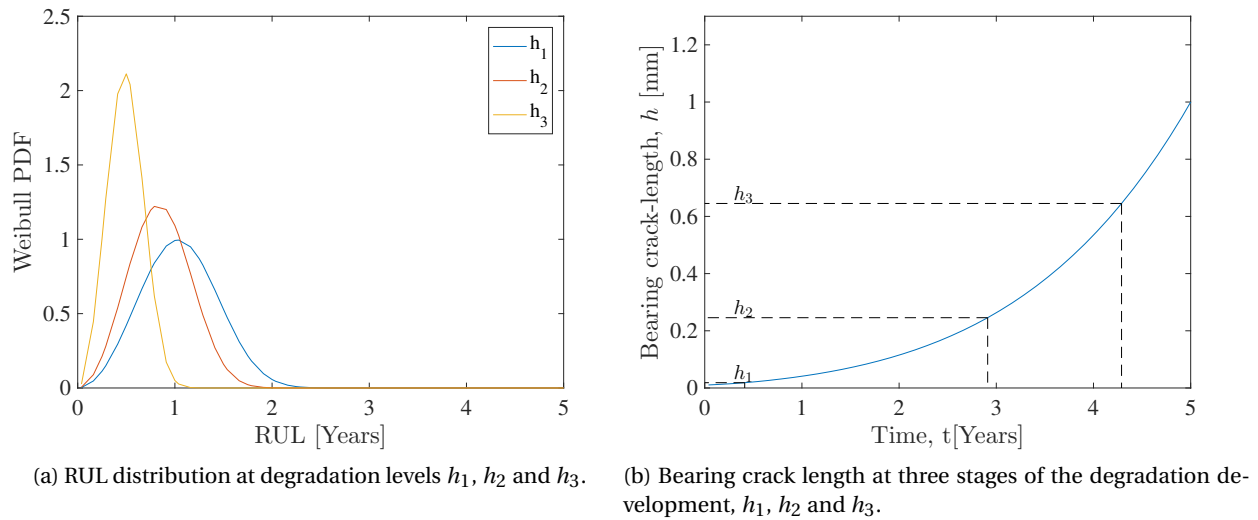 2.5
2
1.5
1
0.5
0
Weibull PDF
h1
h2
h3
0 1 2 3 4 5
RUL [Years]
(a) RUL distribution at degradation levels h1, h2 and h3.
1.2
1
0.8
0.6
0.4
0.2
0
Bearing crack-length, h [mm]
h3
h2
h1
0 1 2 3 4 5
Time, t[Years]
(b) Bearing crack length at three stages of the degradation de-
velopment, h1, h2 and h3.